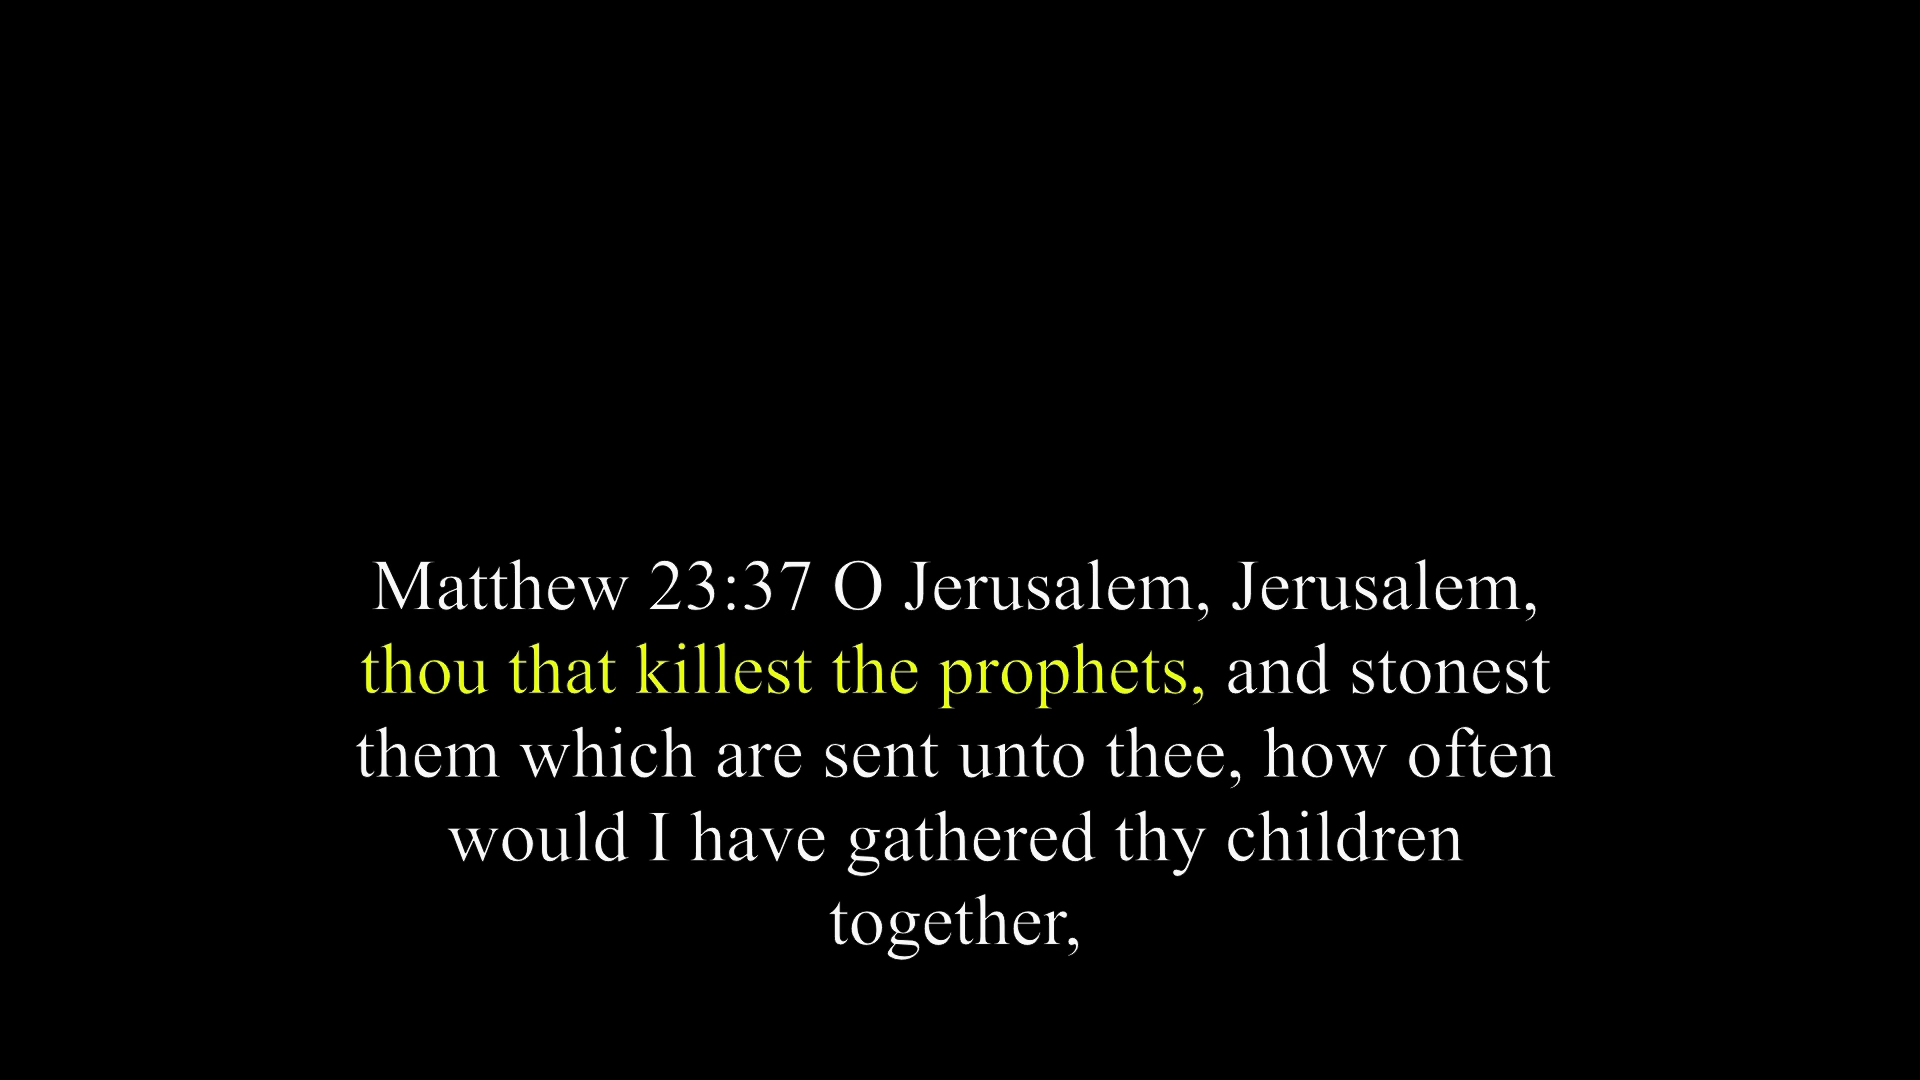 Matthew 23:37 O Jerusalem, Jerusalem,
thou that killest the prophets, and stonest
them which are sent unto thee, how often
would I have gathered thy children
together,